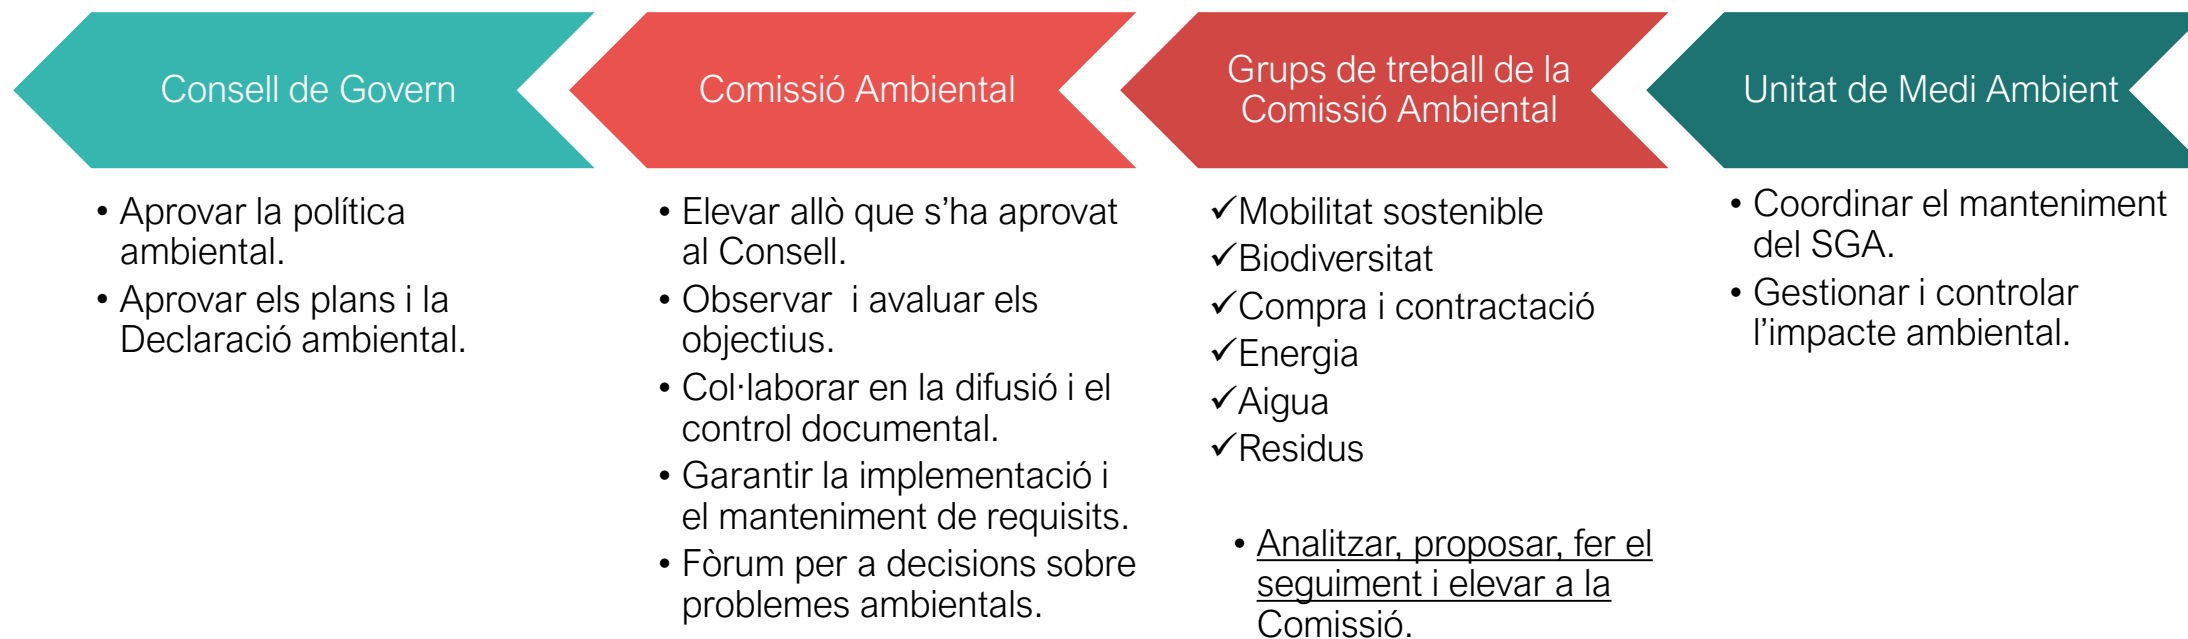 Consell de Govern
• Aprovar la política
ambiental.
• Aprovar els plans i la
Declaració ambiental.
Comissió Ambiental
• Elevar allò que s’ha aprovat
al Consell.
• Observar  i avaluar els
objectius.
• Col·laborar en la difusió i el
control documental.
• Garantir la implementació i
el manteniment de requisits.
• Fòrum per a decisions sobre
problemes ambientals.
Grups de treball de la
Comissió Ambiental
✓Mobilitat sostenible
✓Biodiversitat
✓Compra i contractació
✓Energia
✓Aigua
✓Residus
• Analitzar, proposar, fer el
seguiment i elevar a la
Comissió.
Unitat de Medi Ambient
• Coordinar el manteniment
del SGA.
• Gestionar i controlar
l’impacte ambiental.